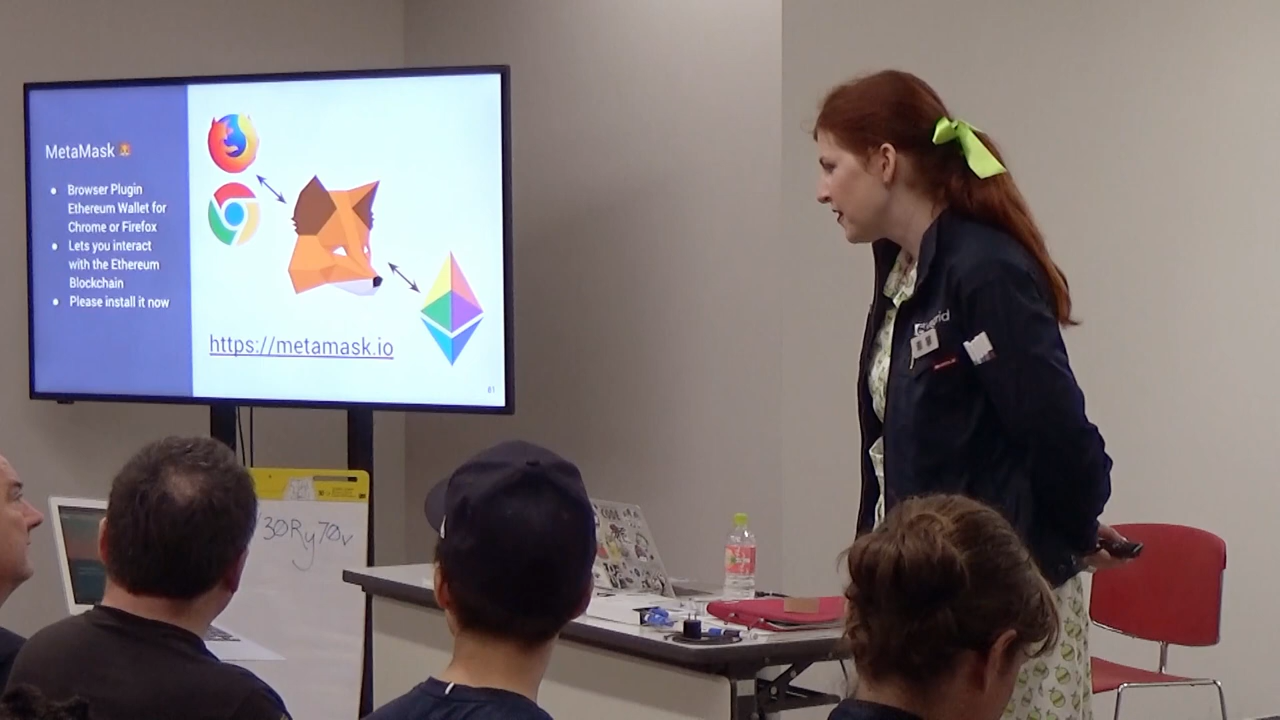 MetaMask 🦊
● Browser Plugin
Ethereum Wallet for
Chrome or Firefox
● Lets you interact
with the Ethereum
Blockchain
● Please install it now
https://metamask.io
81
30Ry70v
CODE